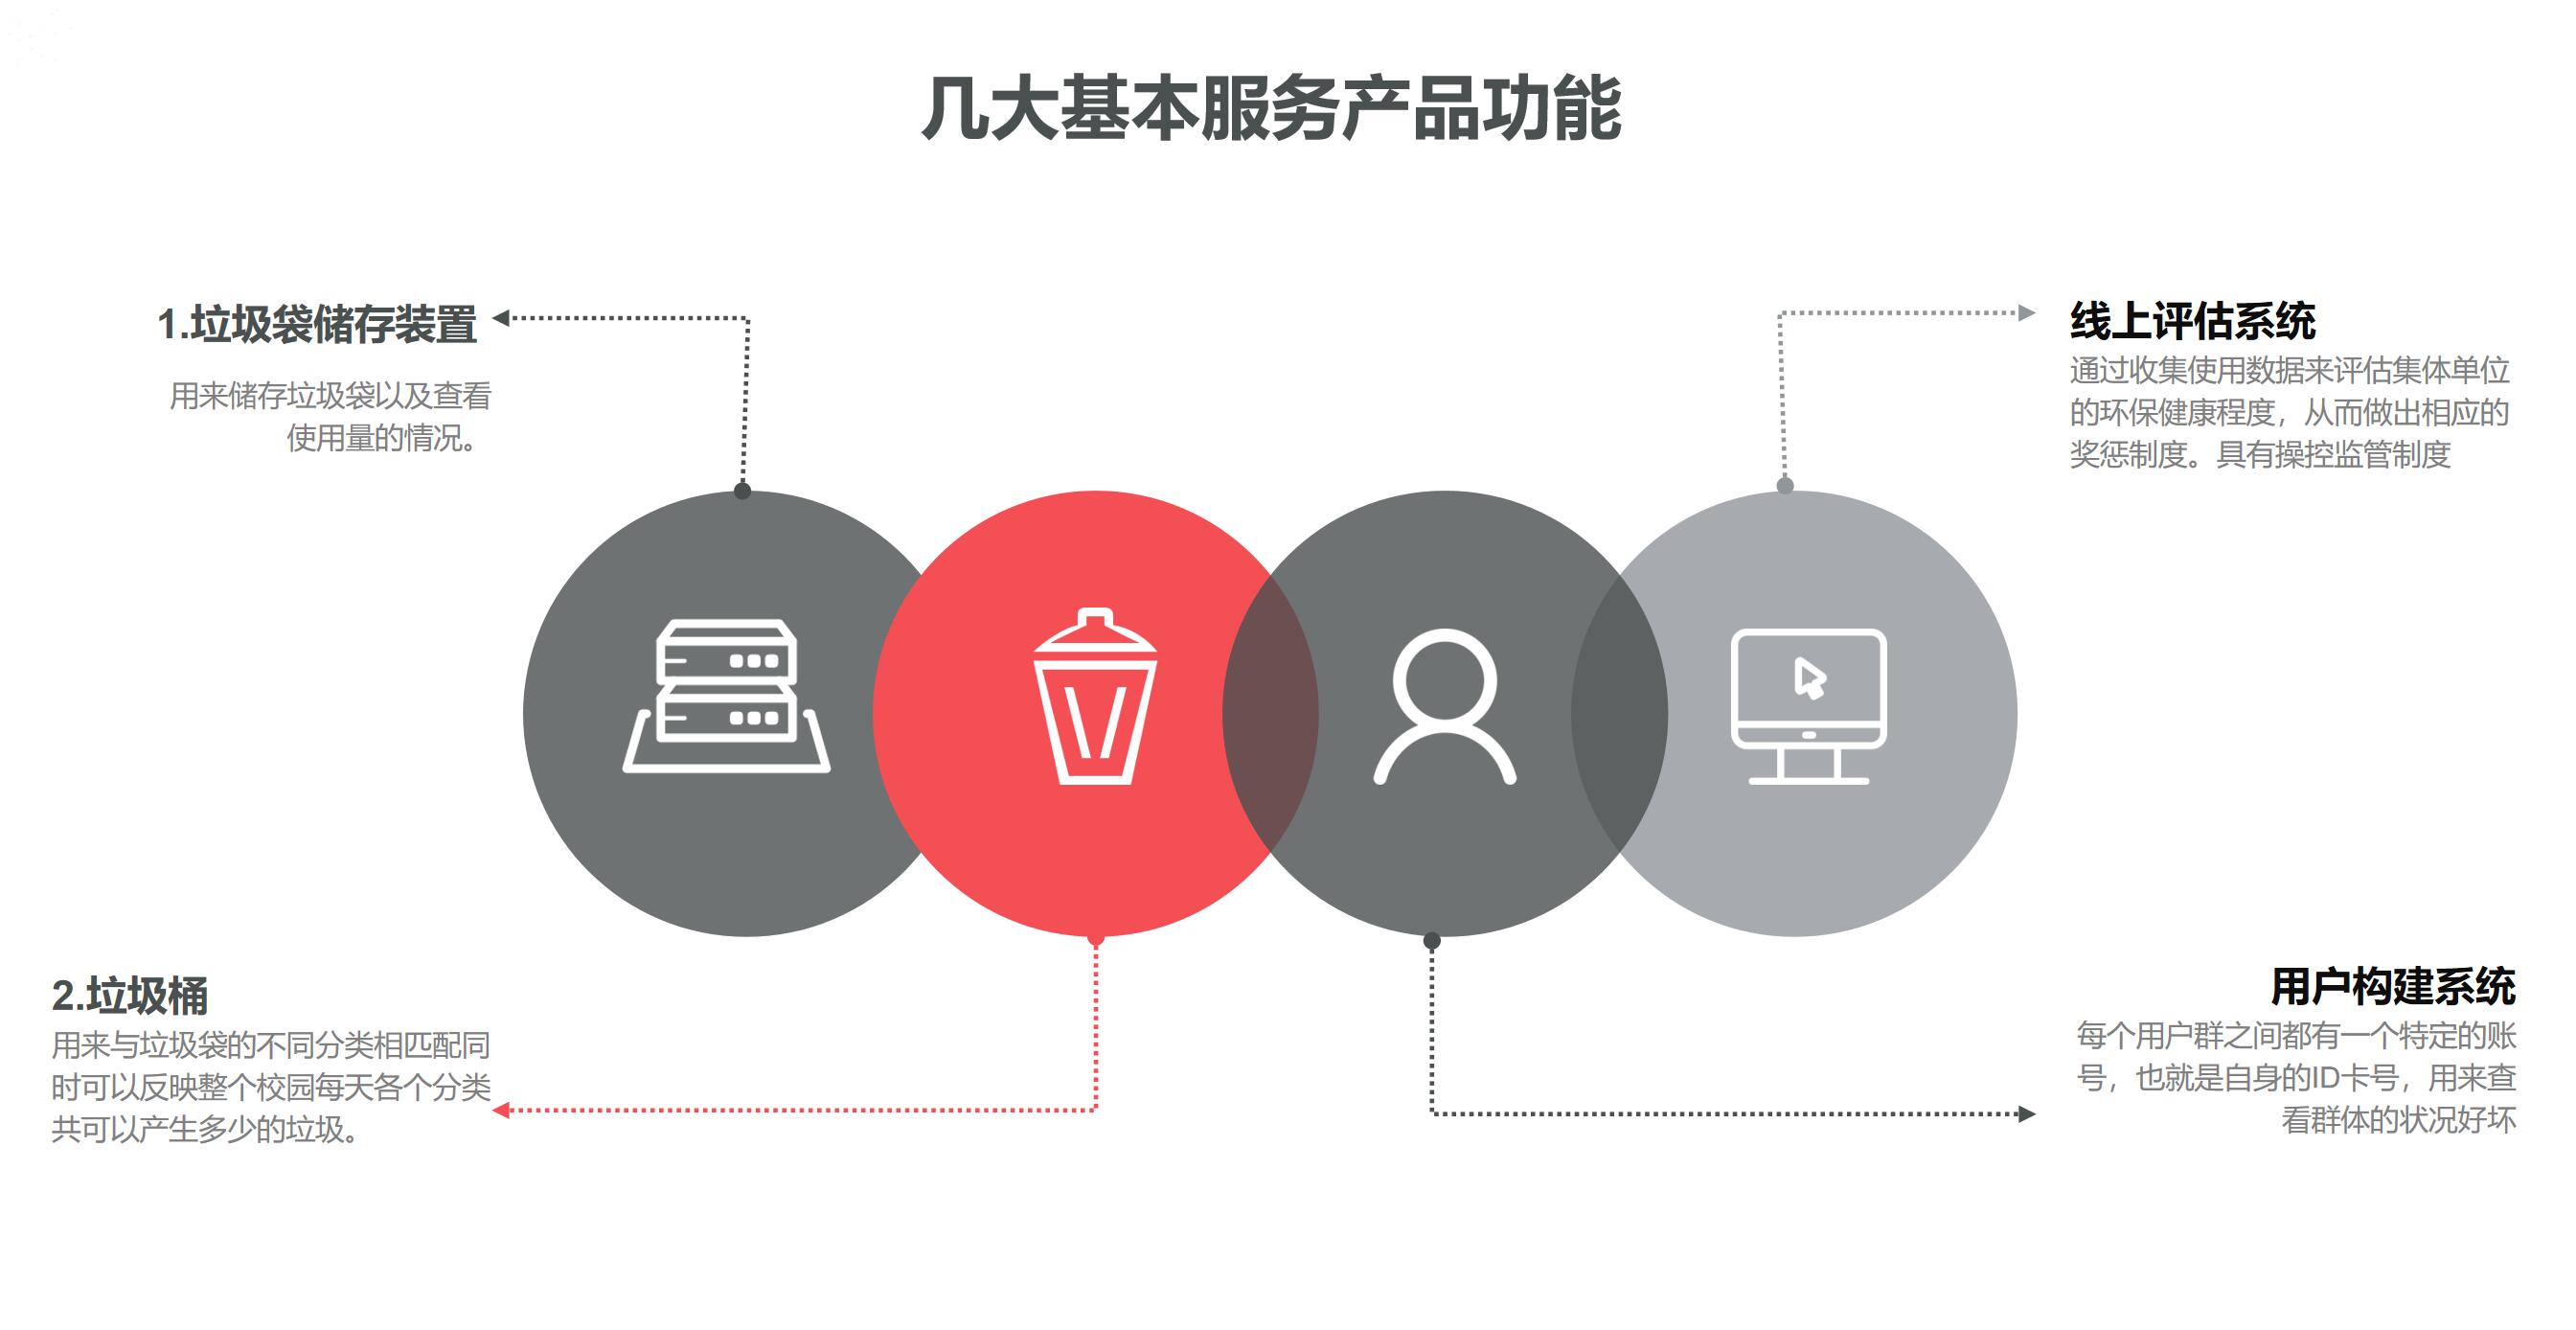 几大基本服务产品功能
1.垃圾袋储存装置
用来储存垃圾袋以及查看
使用量的情况。
线上评估系统
通过收集使用数据来评估集体单位
的环保健康程度，从而做出相应的
奖惩制度。具有操控监管制度
2.垃圾桶
用来与垃圾袋的不同分类相匹配同
时可以反映整个校园每天各个分类
共可以产生多少的垃圾。
用户构建系统
每个用户群之间都有一个特定的账
号，也就是自身的ID卡号，用来查
看群体的状况好坏